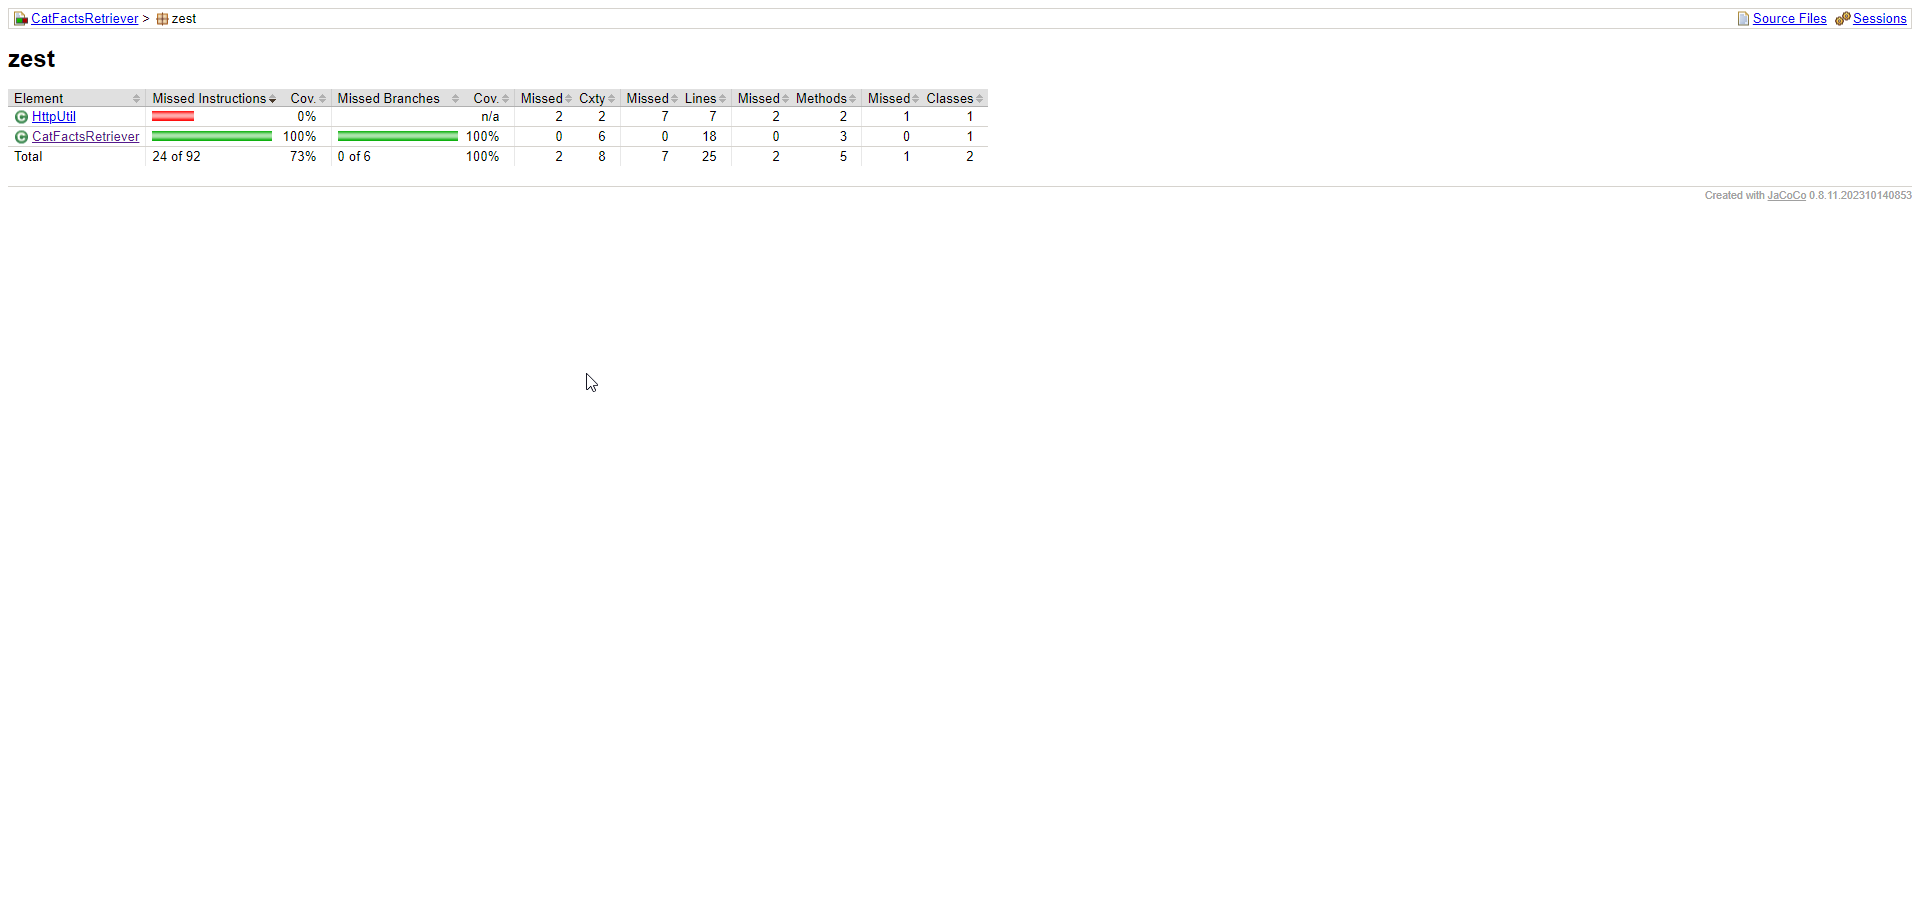 CatFactsRetriever > zest Source Files Sessions
zest
Element Missed Instructions Cov. Missed Branches Cov. Missed Cxty Missed Lines Missed Methods Missed Classes
HttpUtil 0% n/a 2 2 7 7 2 2 1 1
CatFactsRetriever 100% 100% 0 6 0 18 0 3 0 1
Total 24 of 92 73% 0 of 6 100% 2 8 7 25 2 5 1 2
Created with JaCoCo 0.8.11.202310140853